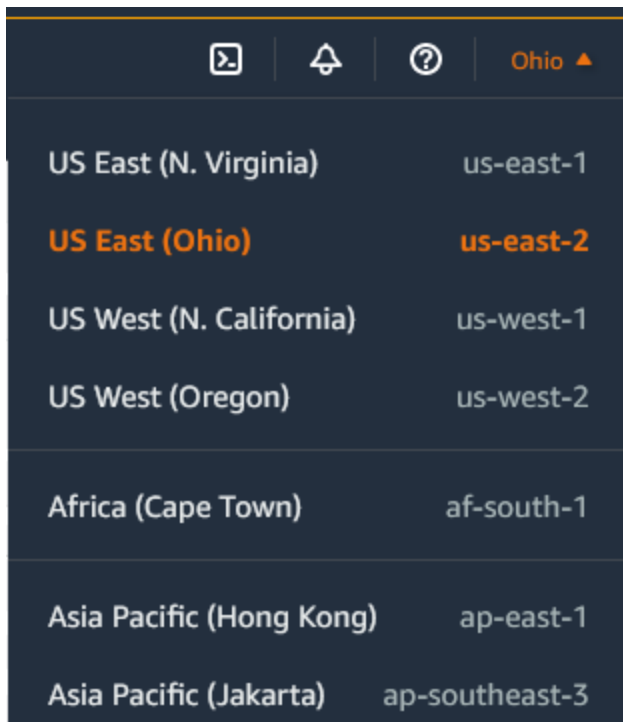 Ohio
US East (N. Virginia) us-east-1
US East (Ohio) us-east-2
US West (N. California) us-west-1
US West (Oregon) us-west-2
Africa (Cape Town) af-south-1
Asia Pacific (Hong Kong) ap-east-1
Asia Pacific (Jakarta) ap-southeast-3